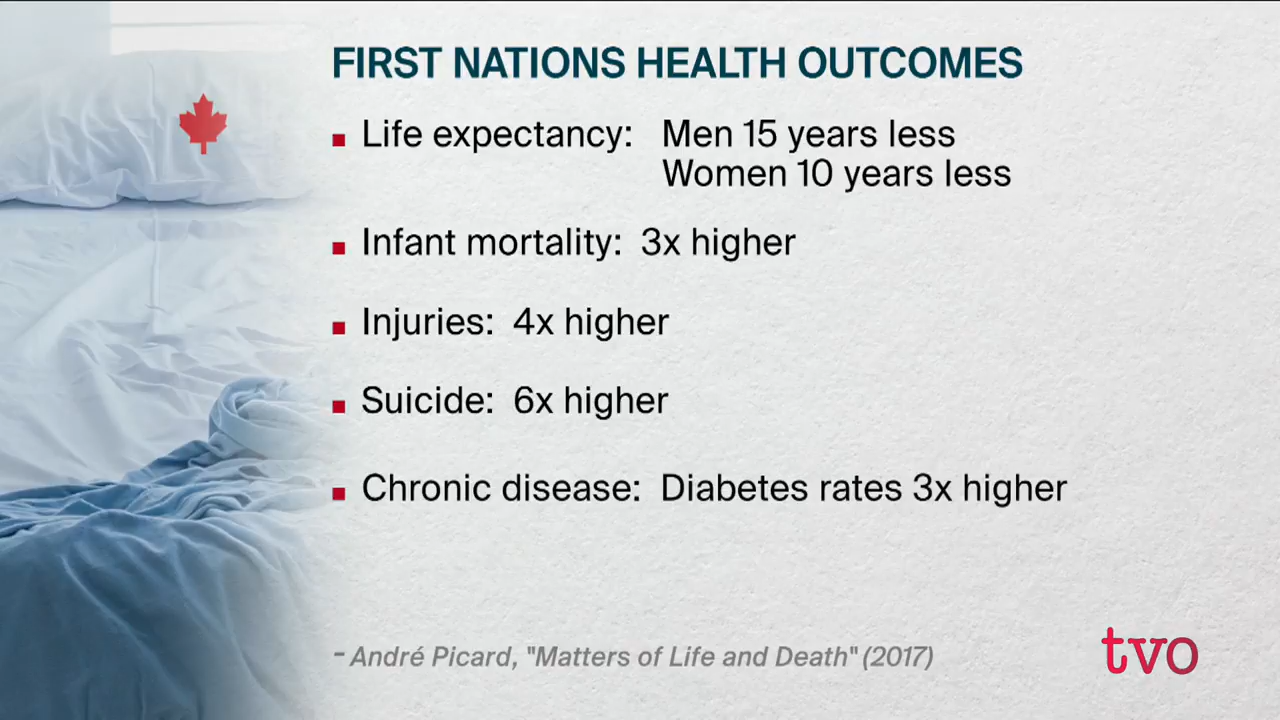 FIRST NATIONS HEALTH OUTCOMES
▪ Life expectancy: Men 15 years less
Women 10 years less
▪ Infant mortality: 3x higher
▪ Injuries: 4x higher
▪ Suicide: 6x higher
▪ Chronic disease: Diabetes rates 3x higher
- André Picard, "Matters of Life and Death" (2017)
tvo